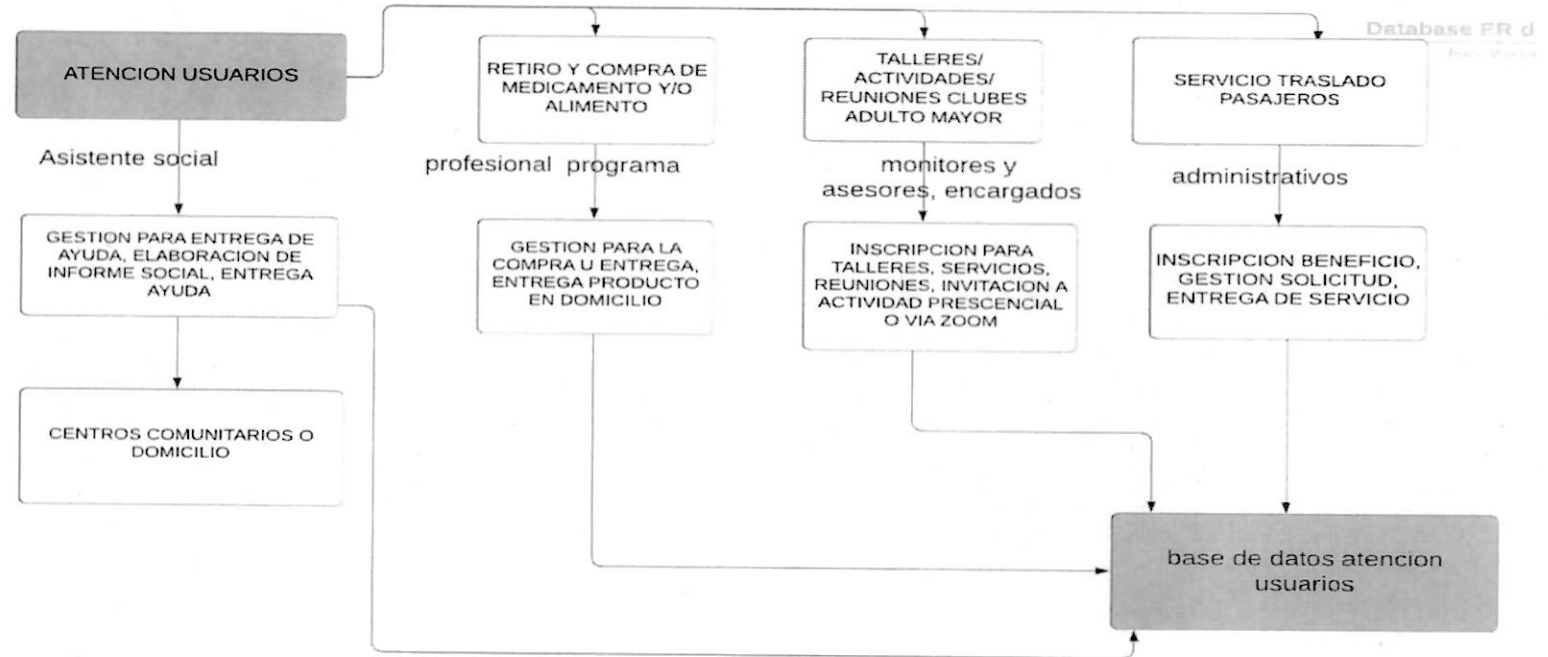 Database ER d
ATENCION USUARIOS
RETIRO Y COMPRA DE
MEDICAMENTO Y/O
ALIMENTO
TALLERES/
ACTIVIDADES/
REUNIONES CLUBES
ADULTO MAYOR
SERVICIO TRASLADO
PASAJEROS
Asistente social
profesional programa
monitores y
asesores, encargados
administrativos
GESTION PARA ENTREGA DE
AYUDA, ELABORACION DE
INFORME SOCIAL, ENTREGA
AYUDA
GESTION PARA LA
COMPRA U ENTREGA,
ENTREGA PRODUCTO
EN DOMICILIO
INSCRIPCION PARA
TALLERES, SERVICIOS,
REUNIONES, INVITACION A
ACTIVIDAD PRESCENCIAL
O VIA ZOOM
INSCRIPCION BENEFICIO,
GESTION SOLICITUD,
ENTREGA DE SERVICIO
CENTROS COMUNITARIOS O
DOMICILIO
base de datos atencion
usuarios